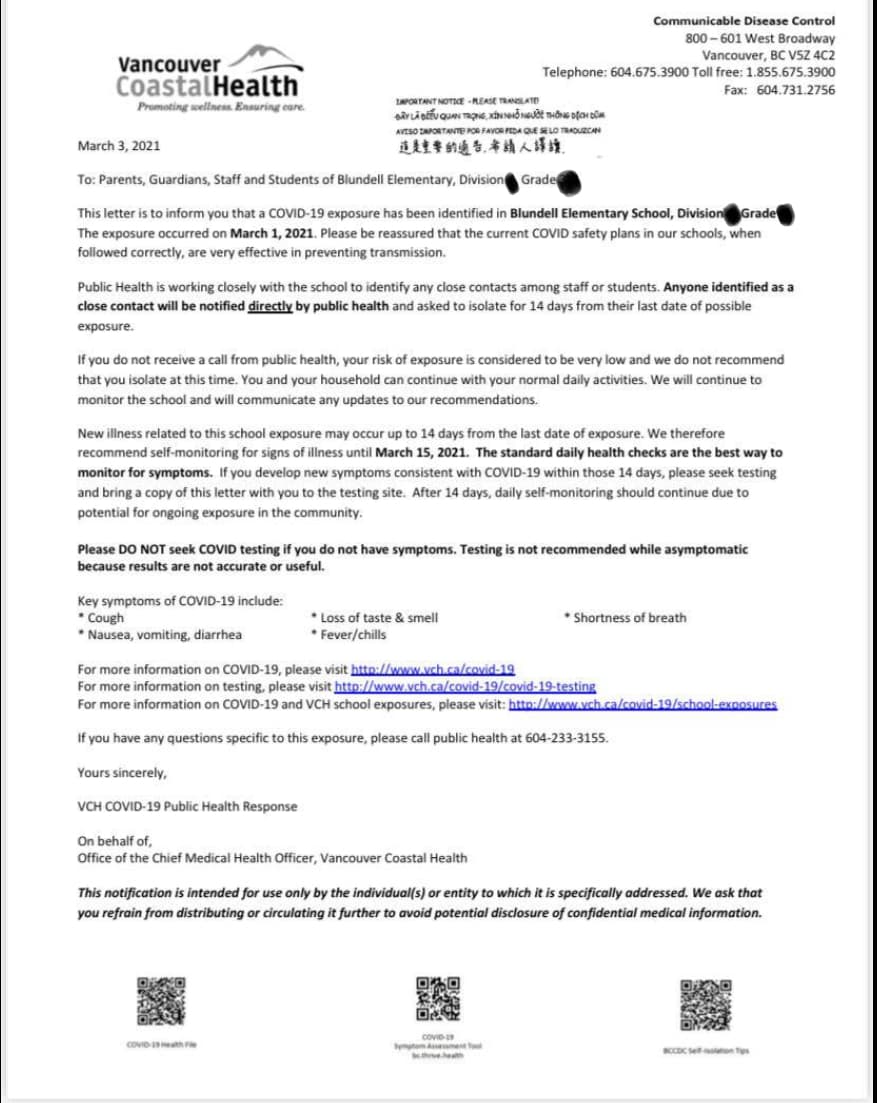 Communicable Disease Control
800 – 601 West Broadway
Vancouver, BC V5Z 4C2
Telephone: 604.675.3900 Toll free: 1.855.675.3900
Fax: 604.731.2756
Vancouver
CoastalHealth
Promoting wellness. Ensuring care.
IMPORTANT NOTICE - PLEASE TRANSLATE!
ĐÂY LÀ ĐIỀU QUAN TRỌNG, XIN NHỜ NGƯỜI THÔNG DỊCH DÙM
AVISO IMPORTANTE! POR FAVOR PIDA QUE SE LO TRADUZCAN
這是重要的通告,希請人譯讀.
March 3, 2021
To: Parents, Guardians, Staff and Students of Blundell Elementary, Division Grade
This letter is to inform you that a COVID-19 exposure has been identified in Blundell Elementary School, Division Grade
The exposure occurred on March 1, 2021. Please be reassured that the current COVID safety plans in our schools, when
followed correctly, are very effective in preventing transmission.
Public Health is working closely with the school to identify any close contacts among staff or students. Anyone identified as a
close contact will be notified directly by public health and asked to isolate for 14 days from their last date of possible
exposure.
If you do not receive a call from public health, your risk of exposure is considered to be very low and we do not recommend
that you isolate at this time. You and your household can continue with your normal daily activities. We will continue to
monitor the school and will communicate any updates to our recommendations.
New illness related to this school exposure may occur up to 14 days from the last date of exposure. We therefore
recommend self-monitoring for signs of illness until March 15, 2021. The standard daily health checks are the best way to
monitor for symptoms. If you develop new symptoms consistent with COVID-19 within those 14 days, please seek testing
and bring a copy of this letter with you to the testing site. After 14 days, daily self-monitoring should continue due to
potential for ongoing exposure in the community.
Please DO NOT seek COVID testing if you do not have symptoms. Testing is not recommended while asymptomatic
because results are not accurate or useful.
Key symptoms of COVID-19 include:
* Cough * Loss of taste & smell * Shortness of breath
* Nausea, vomiting, diarrhea * Fever/chills
For more information on COVID-19, please visit http://www.vch.ca/covid-19
For more information on testing, please visit http://www.vch.ca/covid-19/covid-19-testing
For more information on COVID-19 and VCH school exposures, please visit: http://www.vch.ca/covid-19/school-exposures
If you have any questions specific to this exposure, please call public health at 604-233-3155.
Yours sincerely,
VCH COVID-19 Public Health Response
On behalf of,
Office of the Chief Medical Health Officer, Vancouver Coastal Health
This notification is intended for use only by the individual(s) or entity to which it is specifically addressed. We ask that
you refrain from distributing or circulating it further to avoid potential disclosure of confidential medical information.
COVID-19 Health File
COVID-19
Symptom Assessment Tool
bc.thrive.health
BCCDC Self-Isolation Tips